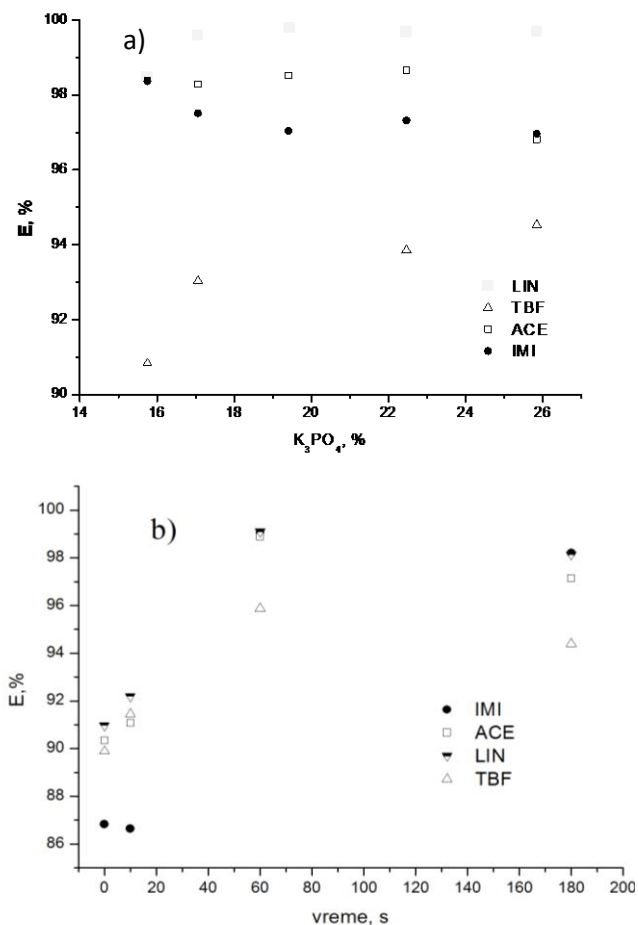 a)
100
98
96
94
92
90
E, %
14 16 18 20 22 24 26
K₃PO₄, %
LIN
TBF
ACE
IMI
b)
100
98
96
94
92
90
88
86
E,%
0 20 40 60 80 100 120 140 160 180 200
vreme, s
IMI
ACE
LIN
TBF